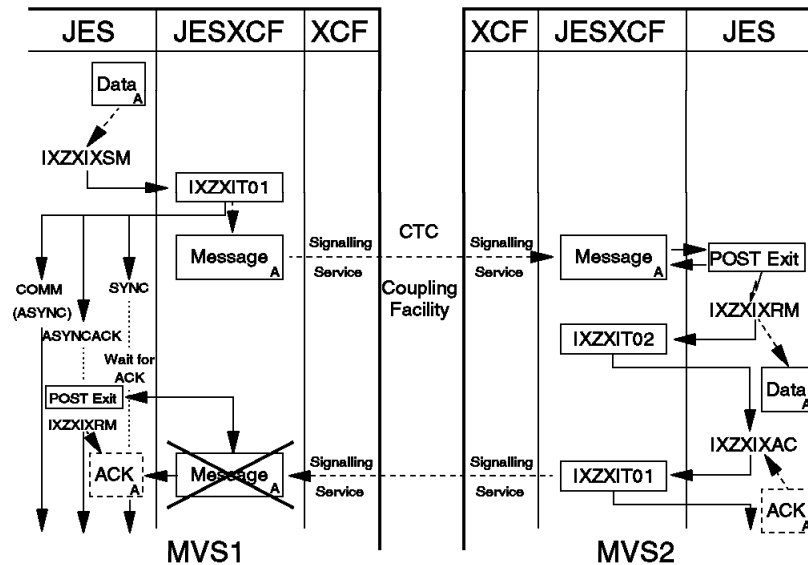 JES JESXCF XCF XCF JESXCF JES
Data
A
IXZXIXSM
IXZXIT01
Message
A
Signalling
Service
CTC
Coupling
Facility
Signalling
Service
Message
A
POST Exit
COMM
(ASYNC)
SYNC
ASYNCACK
Wait for
ACK
IXZXIXRM
IXZXIT02
Data
A
POST Exit
IXZXIXRM
IXZXIXAC
ACK
A
Message
A
Signalling
Service
Signalling
Service
IXZXIT01
ACK
A
MVS1 MVS2